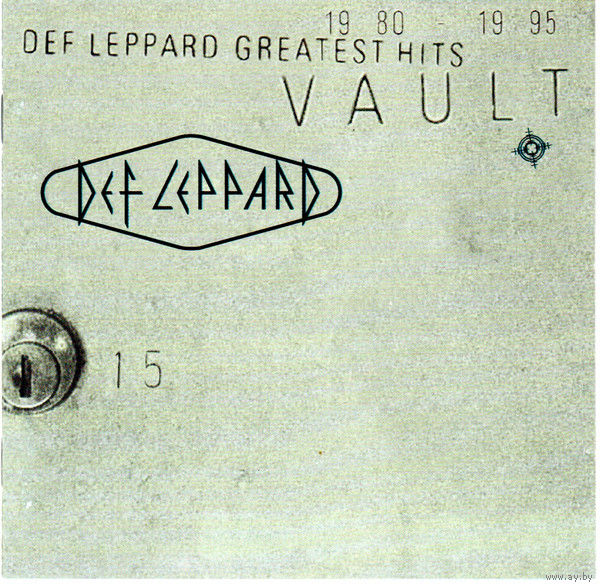 19 80 - 19 95
DEF LEPPARD GREATEST HITS
VAULT
DEF LEPPARD
15
www.ay.by